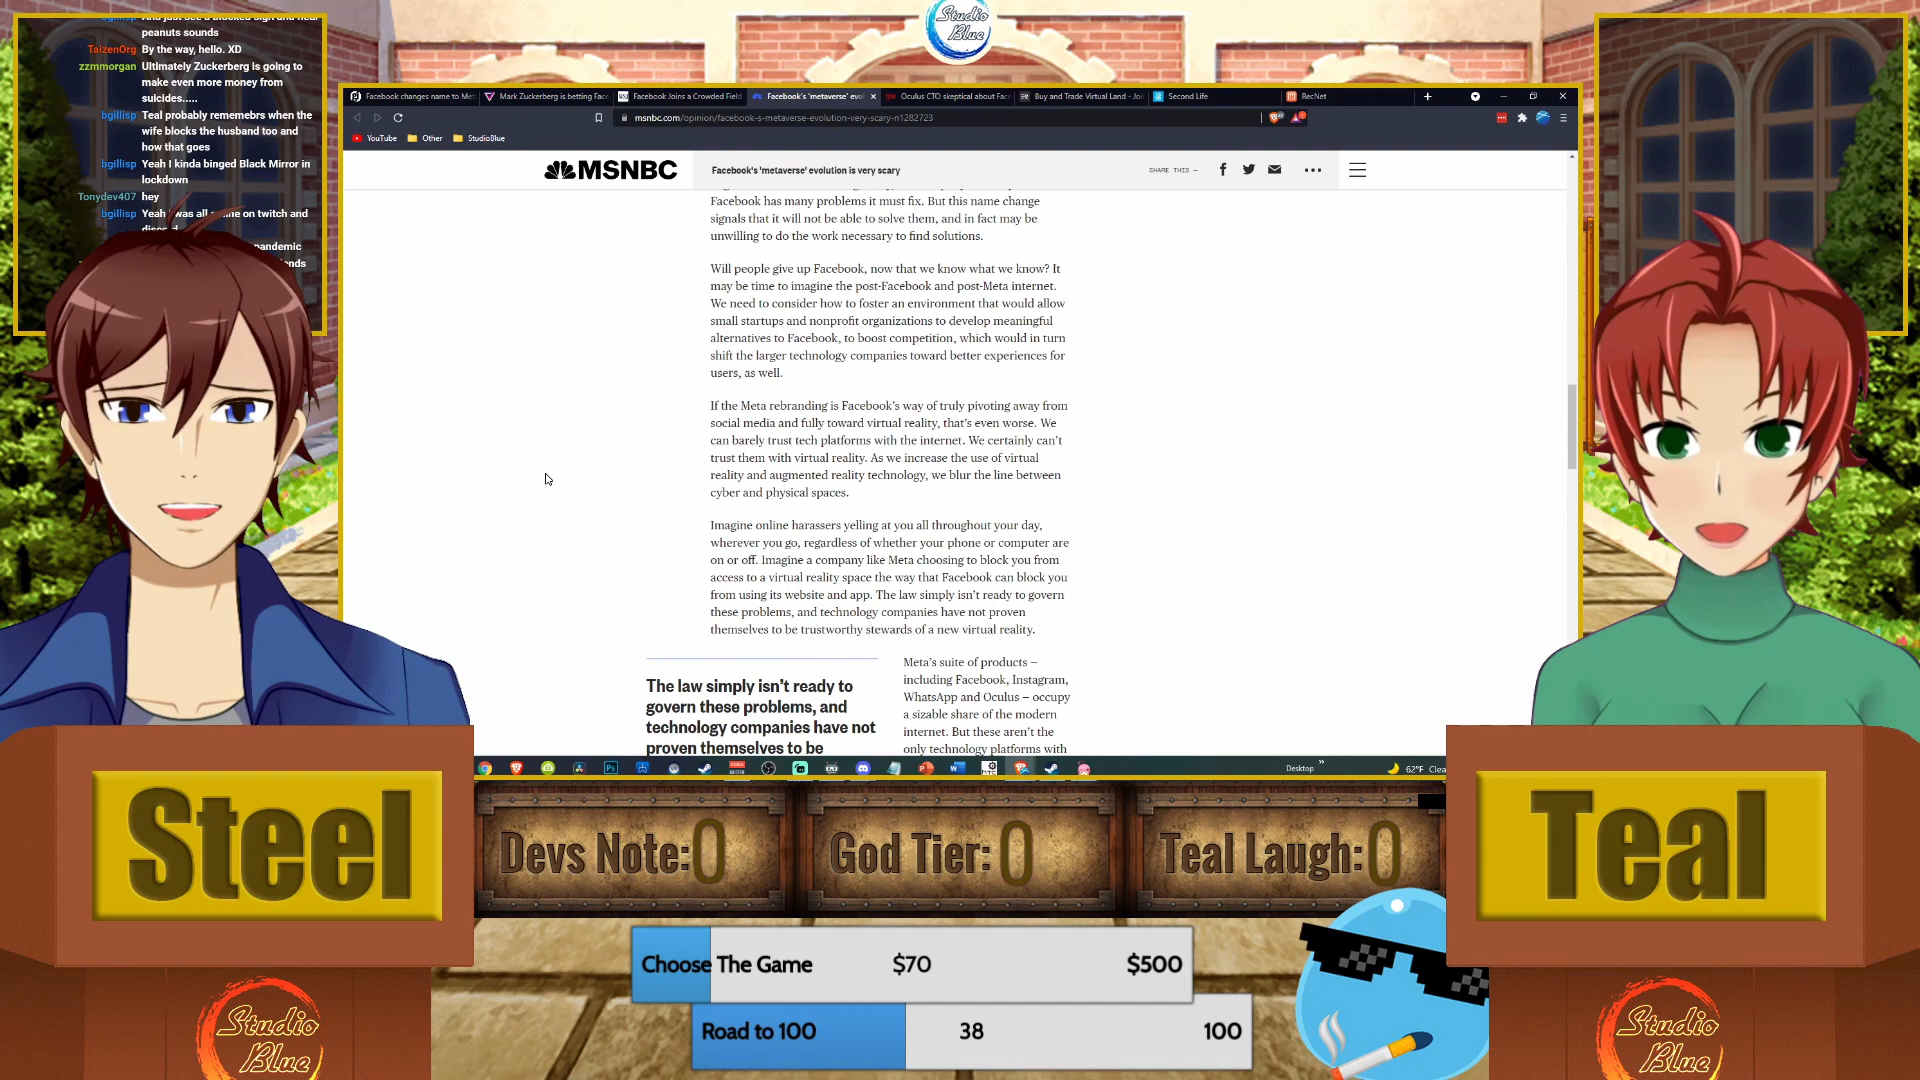 And just see a blocked sign and hear
peanuts sounds
TaizenOrg By the way, hello. XD
zzmmorgan Ultimately Zuckerberg is going to
make even more money from
suicides.....
bgillisp Teal probably rememebrs when the
wife blocks the husband too and
how that goes
bgillisp Yeah I kinda binged Black Mirror in
lockdown
Tonydev407 hey
bgillisp
pandemic
Studio
Blue
Facebook changes name to Met
Mark Zuckerberg is betting Face
Facebook Joins a Crowded Field
Facebook's 'metaverse' evo
Oculus CTO skeptical about Face
Buy and Trade Virtual Land - Joi
Second Life
RecNet
msnbc.com/opinion/facebook-s-metaverse-evolution-very-scary-n1282723
YouTube
Other
StudioBlue
MSNBC
Facebook's 'metaverse' evolution is very scary
SHARE THIS —
Facebook has many problems it must fix. But this name change
signals that it will not be able to solve them, and in fact may be
unwilling to do the work necessary to find solutions.
Will people give up Facebook, now that we know what we know? It
may be time to imagine the post-Facebook and post-Meta internet.
We need to consider how to foster an environment that would allow
small startups and nonprofit organizations to develop meaningful
alternatives to Facebook, to boost competition, which would in turn
shift the larger technology companies toward better experiences for
users, as well.
If the Meta rebranding is Facebook's way of truly pivoting away from
social media and fully toward virtual reality, that's even worse. We
can barely trust tech platforms with the internet. We certainly can't
trust them with virtual reality. As we increase the use of virtual
reality and augmented reality technology, we blur the line between
cyber and physical spaces.
Imagine online harassers yelling at you all throughout your day,
wherever you go, regardless of whether your phone or computer are
on or off. Imagine a company like Meta choosing to block you from
access to a virtual reality space the way that Facebook can block you
from using its website and app. The law simply isn't ready to govern
these problems, and technology companies have not proven
themselves to be trustworthy stewards of a new virtual reality.
The law simply isn't ready to
govern these problems, and
technology companies have not
proven themselves to be
Meta's suite of products —
including Facebook, Instagram,
WhatsApp and Oculus — occupy
a sizable share of the modern
internet. But these aren't the
only technology platforms with
Desktop
62°F Clea
Steel
Teal
Devs Note: 0
God Tier: 0
Teal Laugh: 0
Choose The Game $70 $500
Road to 100 38 100
Studio
Blue
Studio
Blue